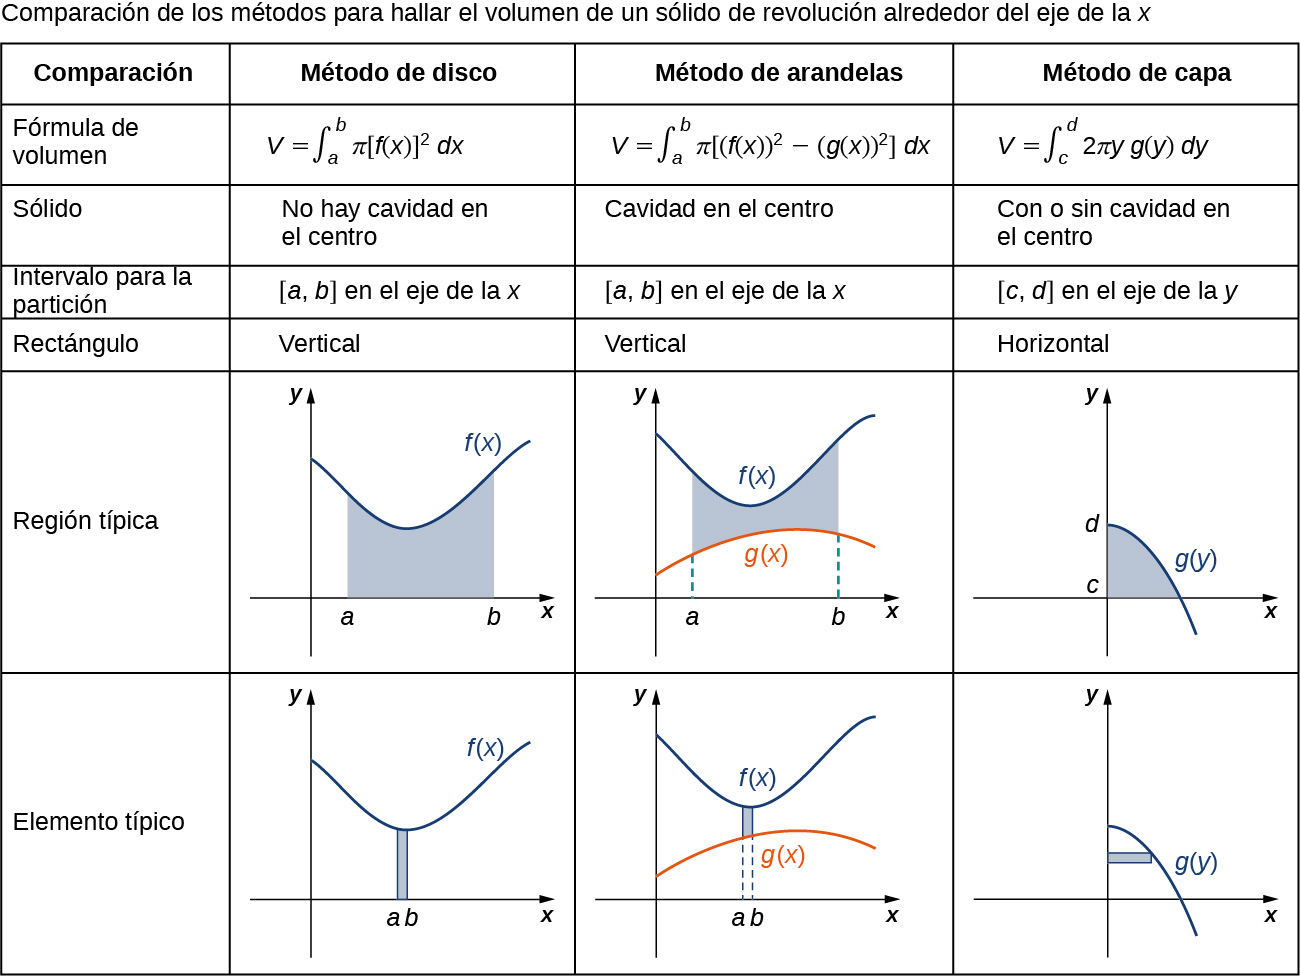 Comparación de los métodos para hallar el volumen de un sólido de revolución alrededor del eje de la x
Comparación
Método de disco
Método de arandelas
Método de capa
Fórmula de
volumen
V = ∫_a^b π[f(x)]² dx
V = ∫_a^b π[(f(x))² − (g(x))²] dx
V = ∫_c^d 2πy g(y) dy
Sólido
No hay cavidad en
el centro
Cavidad en el centro
Con o sin cavidad en
el centro
Intervalo para la
partición
[a, b] en el eje de la x
[a, b] en el eje de la x
[c, d] en el eje de la y
Rectángulo
Vertical
Vertical
Horizontal
Región típica
y
f(x)
a
b
x
y
f(x)
g(x)
a
b
x
y
d
g(y)
c
x
Elemento típico
y
f(x)
a b
x
y
f(x)
g(x)
a b
x
y
g(y)
x